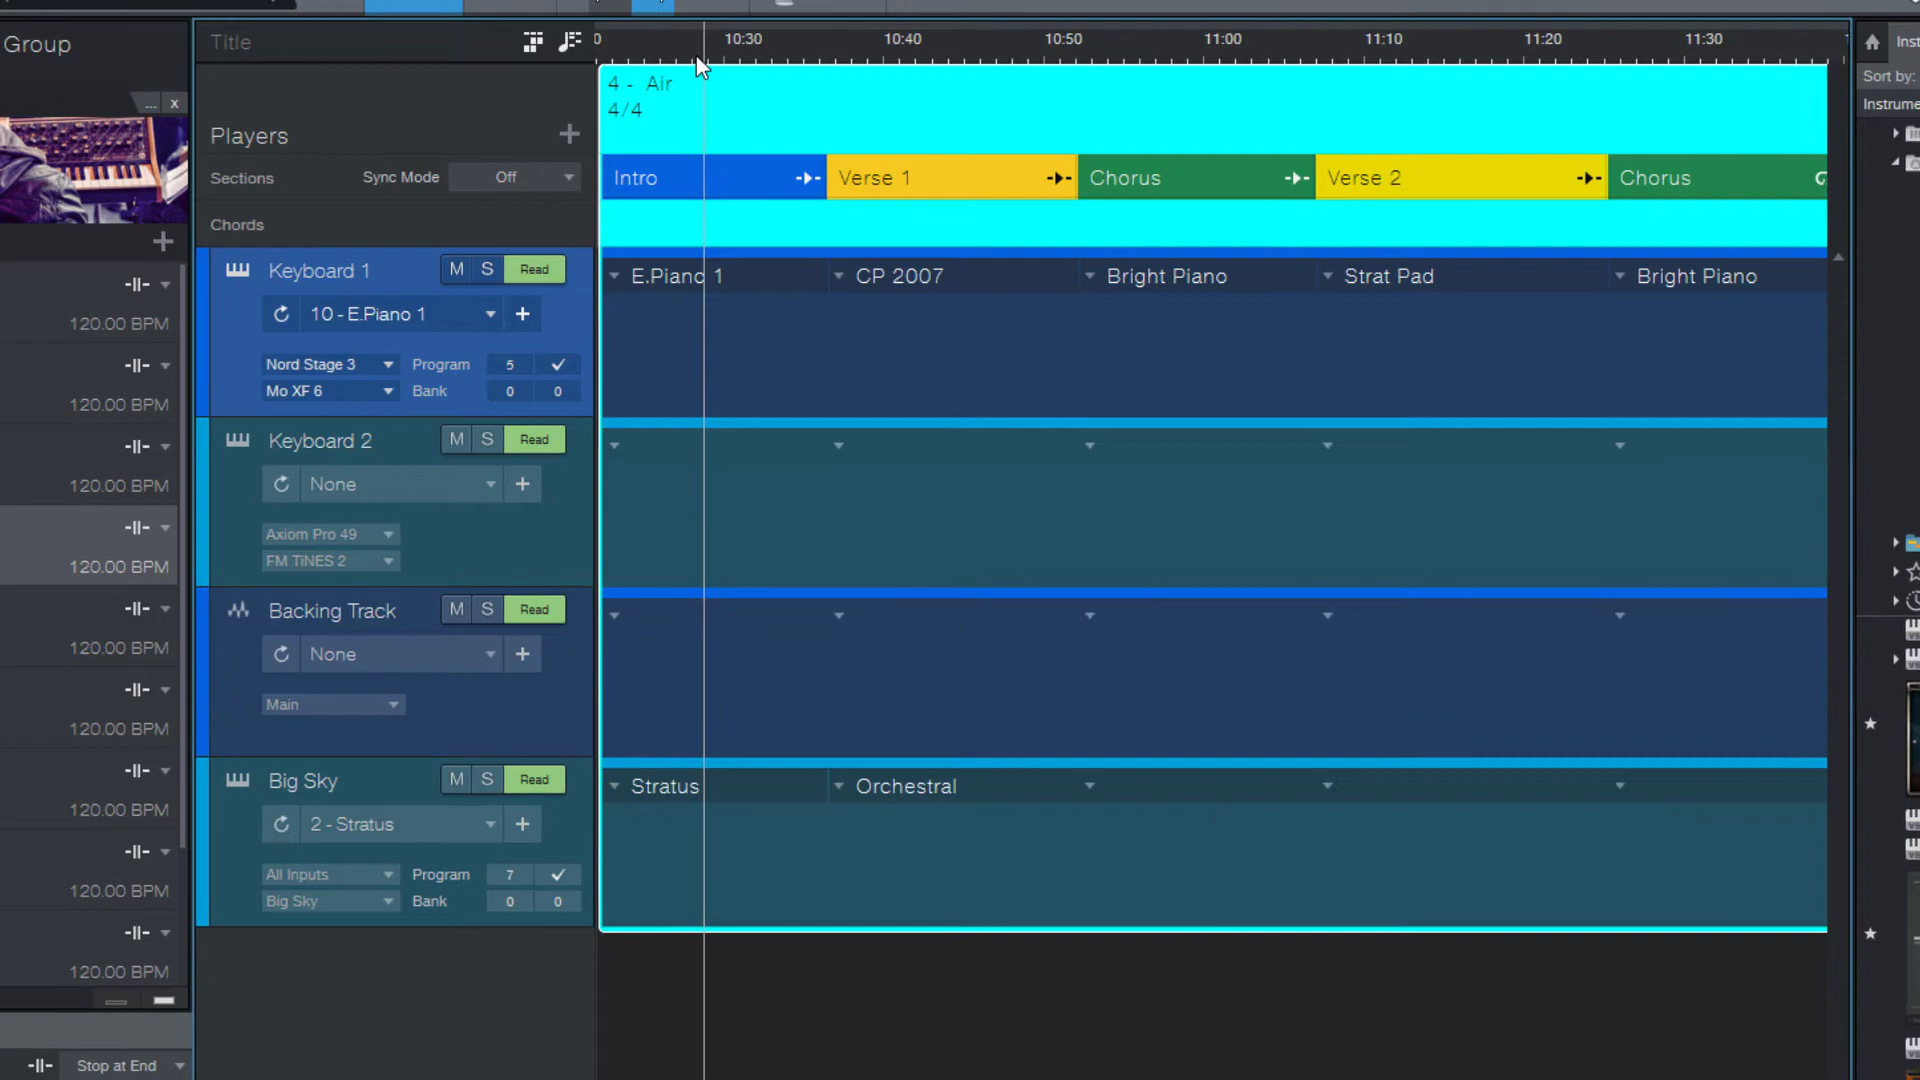 Group
Title
10:30 10:40 10:50 11:00 11:10 11:20 11:30
Sort by:
4 - Air
4/4
... x
Players
Sections Sync Mode Off
Intro Verse 1 Chorus Verse 2 Chorus
Chords
Keyboard 1 M S Read
E.Piano 1 CP 2007 Bright Piano Strat Pad Bright Piano
10 - E.Piano 1
Nord Stage 3 Program 5
Mo XF 6 Bank 0 0
Keyboard 2 M S Read
None
Axiom Pro 49
FM TiNES 2
Backing Track M S Read
None
Main
Big Sky M S Read
Stratus Orchestral
2 - Stratus
All Inputs Program 7
Big Sky Bank 0 0
120.00 BPM
120.00 BPM
120.00 BPM
120.00 BPM
120.00 BPM
120.00 BPM
120.00 BPM
120.00 BPM
120.00 BPM
Stop at End